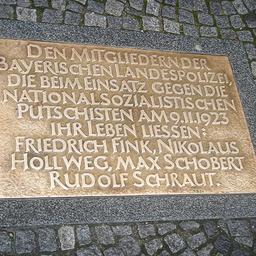 DEN MITGLIEDERN DER
BAYERISCHEN LANDESPOLIZEI,
DIE BEIM EINSATZ GEGEN DIE
NATIONALSOZIALISTISCHEN
PUTSCHISTEN AM 9.11.1923
IHR LEBEN LIESSEN:
FRIEDRICH FINK, NIKOLAUS
HOLLWEG, MAX SCHOBERT
RUDOLF SCHRAUT.